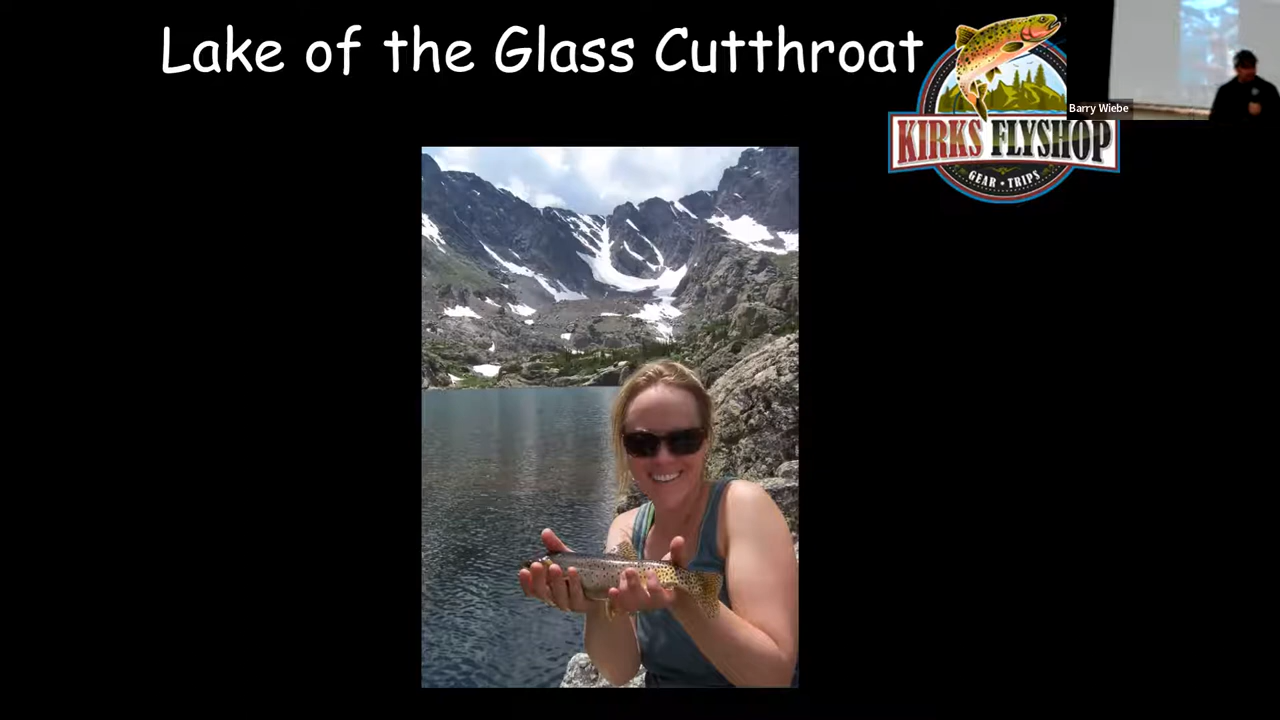 Lake of the Glass Cutthroat
Barry Wiebe
KIRKS FLYSHOP
GEAR • TRIPS